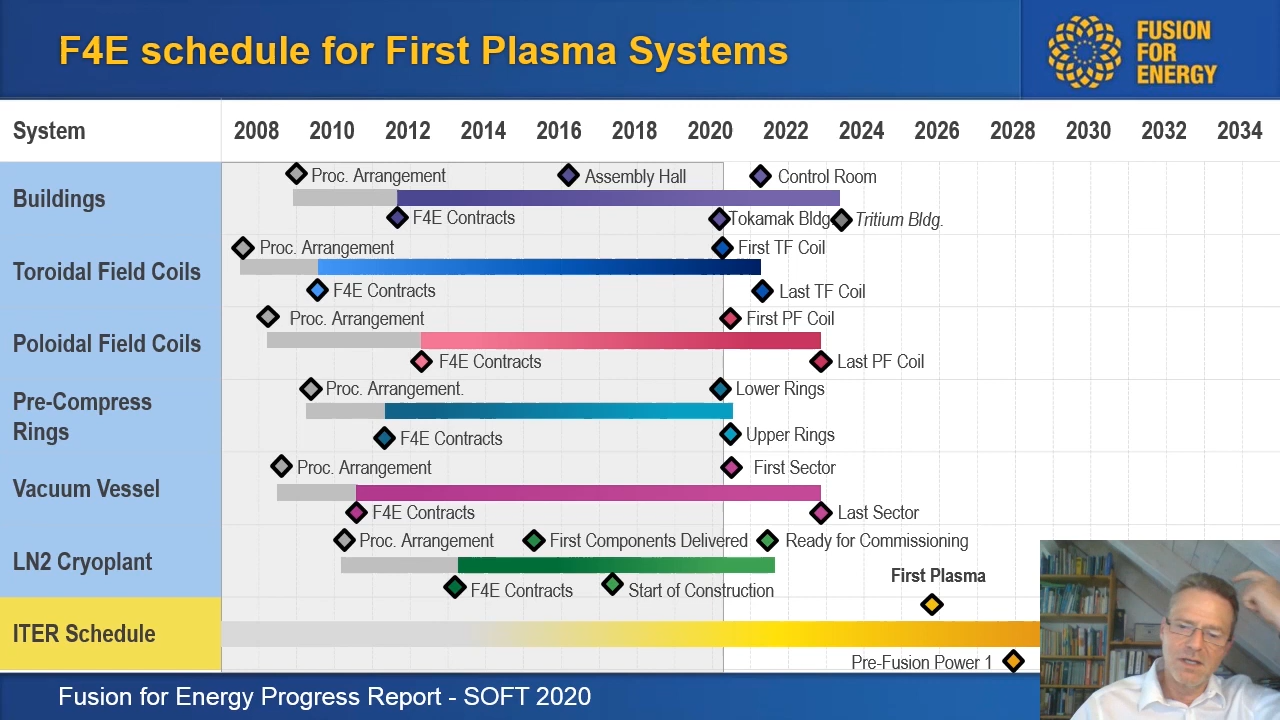 F4E schedule for First Plasma Systems
FUSION
FOR
ENERGY
System 2008 2010 2012 2014 2016 2018 2020 2022 2024 2026 2028 2030 2032 2034
Buildings
Proc. Arrangement Assembly Hall Control Room
F4E Contracts Tokamak Bldg Tritium Bldg.
Toroidal Field Coils
Proc. Arrangement First TF Coil
F4E Contracts Last TF Coil
Poloidal Field Coils
Proc. Arrangement First PF Coil
F4E Contracts Last PF Coil
Pre-Compress
Rings
Proc. Arrangement. Lower Rings
F4E Contracts Upper Rings
Vacuum Vessel
Proc. Arrangement First Sector
F4E Contracts Last Sector
LN2 Cryoplant
Proc. Arrangement First Components Delivered Ready for Commissioning
F4E Contracts Start of Construction
First Plasma
ITER Schedule
Pre-Fusion Power 1
Fusion for Energy Progress Report - SOFT 2020